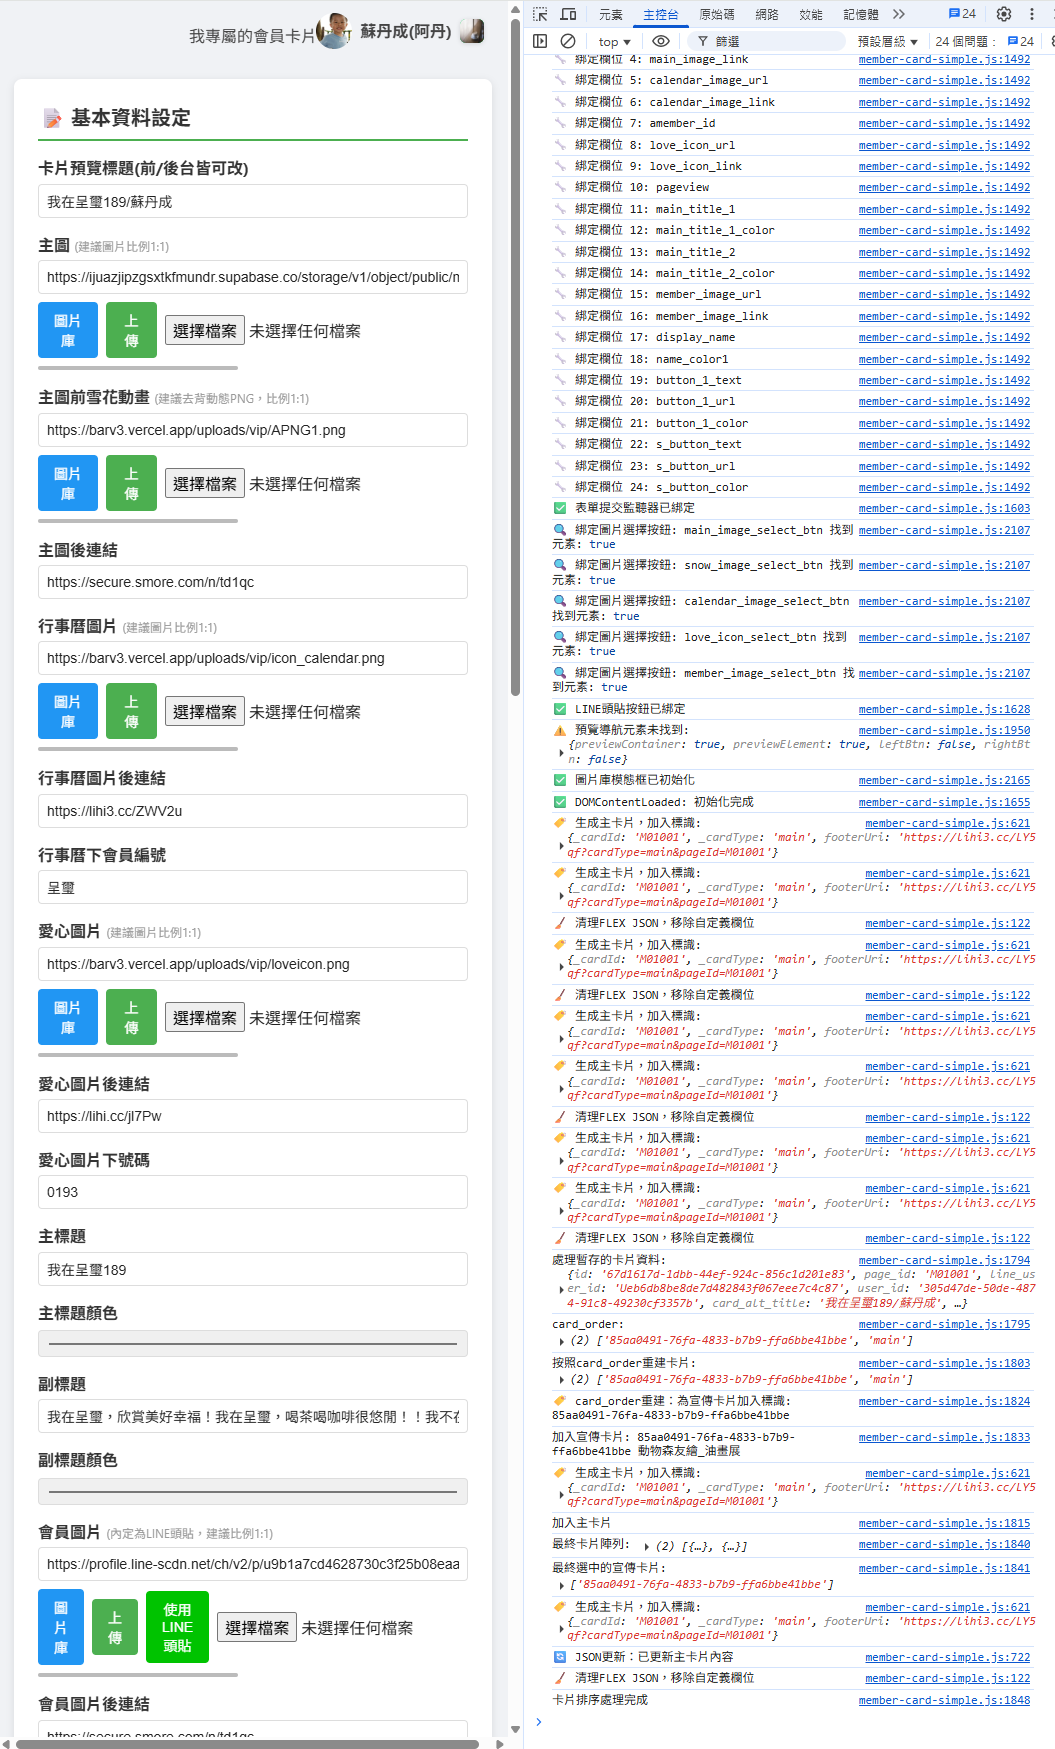 我專屬的會員卡片
蘇丹成(阿丹)
📝 基本資料設定
卡片預覽標題(前/後台皆可改)
我在呈璽189/蘇丹成
主圖 (建議圖片比例1:1)
https://ijuazjipzgsxtkfmundr.supabase.co/storage/v1/object/public/n
圖片庫
上傳
選擇檔案 未選擇任何檔案
主圖前雪花動畫 (建議去背動態PNG，比例1:1)
https://barv3.vercel.app/uploads/vip/APNG1.png
圖片庫
上傳
選擇檔案 未選擇任何檔案
主圖後連結
https://secure.smore.com/n/td1qc
行事曆圖片 (建議圖片比例1:1)
https://barv3.vercel.app/uploads/vip/icon_calendar.png
圖片庫
上傳
選擇檔案 未選擇任何檔案
行事曆圖片後連結
https://lihi3.cc/ZWV2u
行事曆下會員編號
呈璽
愛心圖片 (建議圖片比例1:1)
https://barv3.vercel.app/uploads/vip/loveicon.png
圖片庫
上傳
選擇檔案 未選擇任何檔案
愛心圖片後連結
https://lihi.cc/jl7Pw
愛心圖片下號碼
0193
主標題
我在呈璽189
主標題顏色
副標題
我在呈璽，欣賞美好幸福！我在呈璽，喝茶喝咖啡很悠閒！！我不在
副標題顏色
會員圖片 (內定為LINE頭貼，建議比例1:1)
https://profile.line-scdn.net/ch/v2/p/u9b1a7cd4628730c3f25b08eaa
圖片庫
上傳
使用LINE頭貼
選擇檔案 未選擇任何檔案
會員圖片後連結
https://secure.smore.com/n/td1qc
元素 主控台 原始碼 網路 效能 記憶體 24
top ▼ 篩選 預設層級 ▼ 24 個問題： 24
綁定欄位 4: main_image_link member-card-simple.js:1492
綁定欄位 5: calendar_image_url member-card-simple.js:1492
綁定欄位 6: calendar_image_link member-card-simple.js:1492
綁定欄位 7: amember_id member-card-simple.js:1492
綁定欄位 8: love_icon_url member-card-simple.js:1492
綁定欄位 9: love_icon_link member-card-simple.js:1492
綁定欄位 10: pageview member-card-simple.js:1492
綁定欄位 11: main_title_1 member-card-simple.js:1492
綁定欄位 12: main_title_1_color member-card-simple.js:1492
綁定欄位 13: main_title_2 member-card-simple.js:1492
綁定欄位 14: main_title_2_color member-card-simple.js:1492
綁定欄位 15: member_image_url member-card-simple.js:1492
綁定欄位 16: member_image_link member-card-simple.js:1492
綁定欄位 17: display_name member-card-simple.js:1492
綁定欄位 18: name_color1 member-card-simple.js:1492
綁定欄位 19: button_1_text member-card-simple.js:1492
綁定欄位 20: button_1_url member-card-simple.js:1492
綁定欄位 21: button_1_color member-card-simple.js:1492
綁定欄位 22: s_button_text member-card-simple.js:1492
綁定欄位 23: s_button_url member-card-simple.js:1492
綁定欄位 24: s_button_color member-card-simple.js:1492
✅ 表單提交監聽器已綁定 member-card-simple.js:1603
🔍 綁定圖片選擇按鈕: main_image_select_btn 找到 member-card-simple.js:2107
元素: true
🔍 綁定圖片選擇按鈕: snow_image_select_btn 找到 member-card-simple.js:2107
元素: true
🔍 綁定圖片選擇按鈕: calendar_image_select_btn member-card-simple.js:2107
找到元素: true
🔍 綁定圖片選擇按鈕: love_icon_select_btn 找到 member-card-simple.js:2107
元素: true
🔍 綁定圖片選擇按鈕: member_image_select_btn 找 member-card-simple.js:2107
到元素: true
✅ LINE頭貼按鈕已綁定 member-card-simple.js:1628
⚠️ 預覽導航元素未找到: member-card-simple.js:1950
{previewContainer: true, previewElement: true, leftBtn: false, rightBt
n: false}
✅ 圖片庫模態框已初始化 member-card-simple.js:2165
✅ DOMContentLoaded: 初始化完成 member-card-simple.js:1655
生成主卡片，加入標識: member-card-simple.js:621
{_cardId: 'M01001', _cardType: 'main', footerUri: 'https://lihi3.cc/LY5
qf?cardType=main&pageId=M01001'}
生成主卡片，加入標識: member-card-simple.js:621
{_cardId: 'M01001', _cardType: 'main', footerUri: 'https://lihi3.cc/LY5
qf?cardType=main&pageId=M01001'}
清理FLEX JSON，移除自定義欄位 member-card-simple.js:122
生成主卡片，加入標識: member-card-simple.js:621
{_cardId: 'M01001', _cardType: 'main', footerUri: 'https://lihi3.cc/LY5
qf?cardType=main&pageId=M01001'}
清理FLEX JSON，移除自定義欄位 member-card-simple.js:122
生成主卡片，加入標識: member-card-simple.js:621
{_cardId: 'M01001', _cardType: 'main', footerUri: 'https://lihi3.cc/LY5
qf?cardType=main&pageId=M01001'}
生成主卡片，加入標識: member-card-simple.js:621
{_cardId: 'M01001', _cardType: 'main', footerUri: 'https://lihi3.cc/LY5
qf?cardType=main&pageId=M01001'}
清理FLEX JSON，移除自定義欄位 member-card-simple.js:122
生成主卡片，加入標識: member-card-simple.js:621
{_cardId: 'M01001', _cardType: 'main', footerUri: 'https://lihi3.cc/LY5
qf?cardType=main&pageId=M01001'}
生成主卡片，加入標識: member-card-simple.js:621
{_cardId: 'M01001', _cardType: 'main', footerUri: 'https://lihi3.cc/LY5
qf?cardType=main&pageId=M01001'}
清理FLEX JSON，移除自定義欄位 member-card-simple.js:122
處理暫存的卡片資料: member-card-simple.js:1794
{id: '67d1617d-1dbb-44ef-924c-856c1d201e83', page_id: 'M01001', line_us
er_id: 'Ueb6db8be8de7d482843f067eee7c4c87', user_id: '305d47de-50de-487
4-91c8-49230cf3357b', card_alt_title: '我在呈璽189/蘇丹成', …}
card_order: member-card-simple.js:1795
(2) ['85aa0491-76fa-4833-b7b9-ffa6bbe41bbe', 'main']
按照card_order重建卡片: member-card-simple.js:1803
(2) ['85aa0491-76fa-4833-b7b9-ffa6bbe41bbe', 'main']
card_order重建：為宣傳卡片加入標識: member-card-simple.js:1824
85aa0491-76fa-4833-b7b9-ffa6bbe41bbe
加入宣傳卡片: 85aa0491-76fa-4833-b7b9- member-card-simple.js:1833
ffa6bbe41bbe 動物森友繪_油畫展
生成主卡片，加入標識: member-card-simple.js:621
{_cardId: 'M01001', _cardType: 'main', footerUri: 'https://lihi3.cc/LY5
qf?cardType=main&pageId=M01001'}
加入主卡片 member-card-simple.js:1815
最終卡片陣列: (2) [{…}, {…}] member-card-simple.js:1840
最終選中的宣傳卡片: member-card-simple.js:1841
['85aa0491-76fa-4833-b7b9-ffa6bbe41bbe']
生成主卡片，加入標識: member-card-simple.js:621
{_cardId: 'M01001', _cardType: 'main', footerUri: 'https://lihi3.cc/LY5
qf?cardType=main&pageId=M01001'}
🔄 JSON更新：已更新主卡片內容 member-card-simple.js:722
清理FLEX JSON，移除自定義欄位 member-card-simple.js:122
卡片排序處理完成 member-card-simple.js:1848